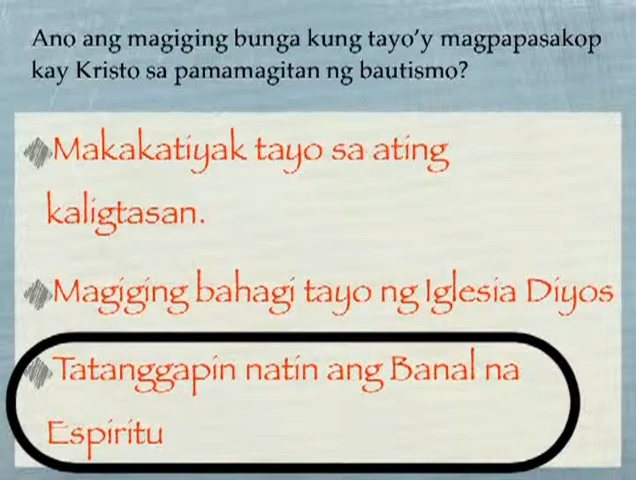 Ano ang magiging bunga kung tayo'y magpapasakop
kay Kristo sa pamamagitan ng bautismo?
Makakatiyak tayo sa ating
kaligtasan.
Magiging bahagi tayo ng Iglesia Diyos
Tatanggapin natin ang Banal na
Espiritu